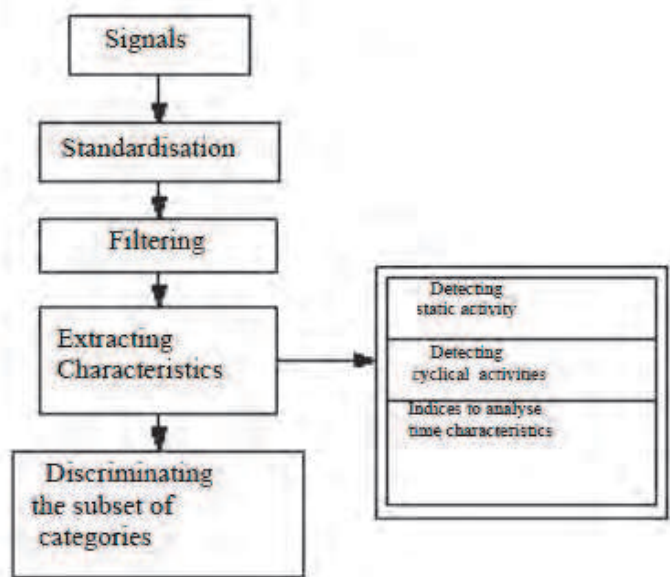 Signals
Standardisation
Filtering
Extracting
Characteristics
Detecting
static activity
Detecting
cyclical activines
Indices to analyse
time characteristics
Discriminating
the subset of
categories